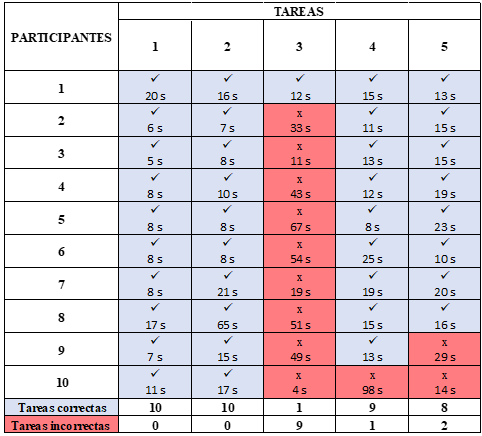 TAREAS
PARTICIPANTES 1 2 3 4 5
1 ✓ ✓ ✓ ✓ ✓
20 s 16 s 12 s 15 s 13 s
2 ✓ ✓ x ✓ ✓
6 s 7 s 33 s 11 s 15 s
3 ✓ ✓ x ✓ ✓
5 s 8 s 11 s 13 s 15 s
4 ✓ ✓ x ✓ ✓
8 s 10 s 43 s 12 s 19 s
5 ✓ ✓ x ✓ ✓
8 s 8 s 67 s 8 s 23 s
6 ✓ ✓ x ✓ ✓
8 s 8 s 54 s 25 s 10 s
7 ✓ ✓ x ✓ ✓
8 s 21 s 19 s 19 s 20 s
8 ✓ ✓ x ✓ ✓
17 s 65 s 51 s 15 s 16 s
9 ✓ ✓ x ✓ x
7 s 15 s 49 s 13 s 29 s
10 ✓ ✓ x x x
11 s 17 s 4 s 98 s 14 s
Tareas correctas 10 10 1 9 8
Tareas incorrectas 0 0 9 1 2